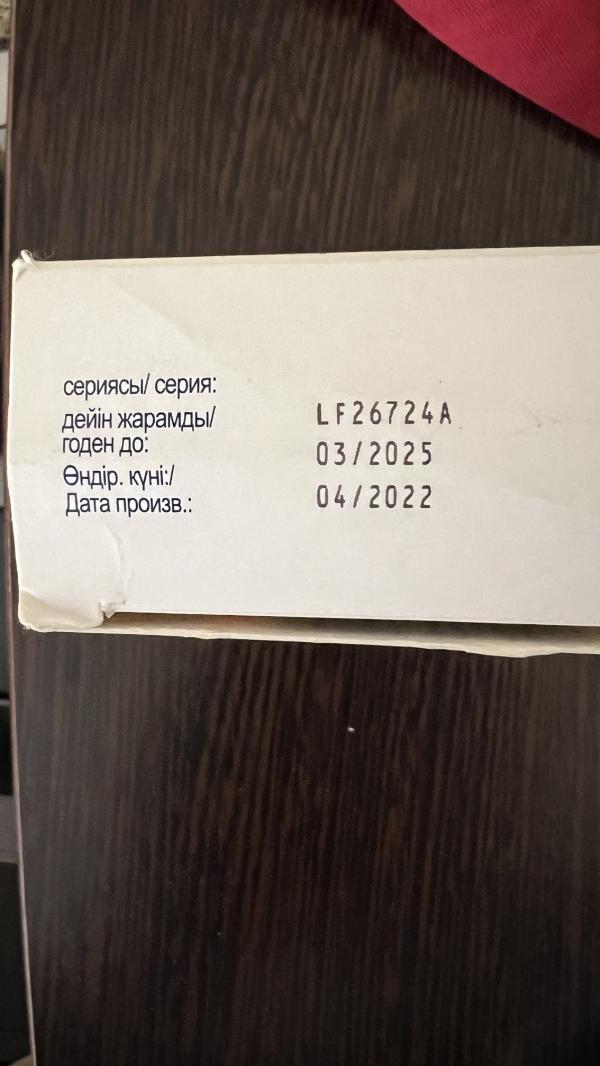 сериясы/ серия:
LF26724A
дейін жарамды/
годен до:
03/2025
Өндір. күні:/
Дата произв.:
04/2022